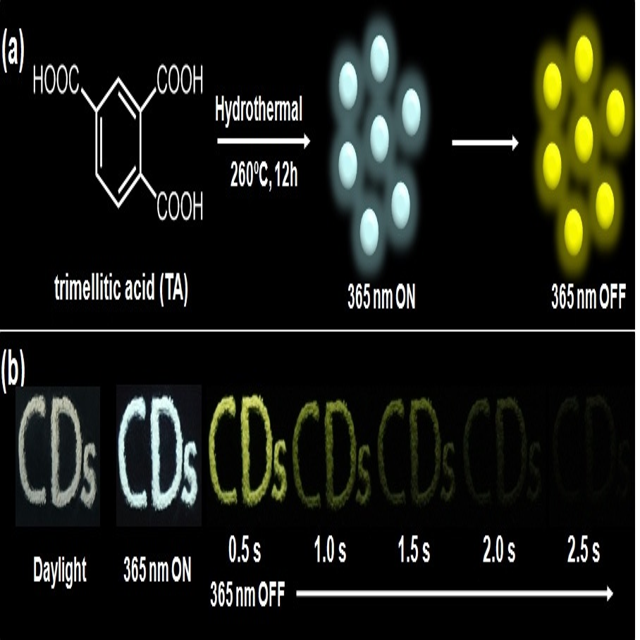 (a)
HOOC
COOH
COOH
trimellitic acid (TA)
Hydrothermal
260ºC, 12h
365 nm ON
365 nm OFF
(b)
CDs
CDs
CDs
CDs
CDs
CDs
CDs
Daylight
365 nm ON
0.5 s
1.0 s
1.5 s
2.0 s
2.5 s
365 nm OFF